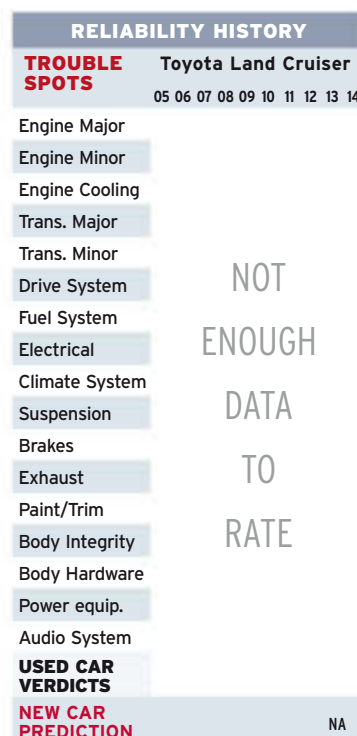 RELIABILITY HISTORY
TROUBLE SPOTS
Toyota Land Cruiser
05 06 07 08 09 10 11 12 13 14
Engine Major
Engine Minor
Engine Cooling
Trans. Major
Trans. Minor
Drive System
Fuel System
Electrical
Climate System
Suspension
Brakes
Exhaust
Paint/Trim
Body Integrity
Body Hardware
Power equip.
Audio System
NOT
ENOUGH
DATA
TO
RATE
USED CAR
VERDICTS
NEW CAR
PREDICTION
NA